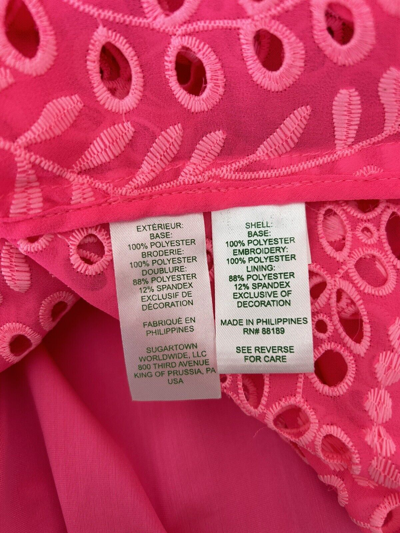 EXTÉRIEUR:
BASE:
100% POLYESTER
BRODERIE:
100% POLYESTER
DOUBLURE:
88% POLYESTER
12% SPANDEX
EXCLUSIF DE
DÉCORATION
FABRIQUÉ EN
PHILIPPINES
SUGARTOWN
WORLDWIDE, LLC
800 THIRD AVENUE
KING OF PRUSSIA, PA
USA
SHELL:
BASE:
100% POLYESTER
EMBROIDERY:
100% POLYESTER
LINING:
88% POLYESTER
12% SPANDEX
EXCLUSIVE OF
DECORATION
MADE IN PHILIPPINES
RN# 88189
SEE REVERSE
FOR CARE